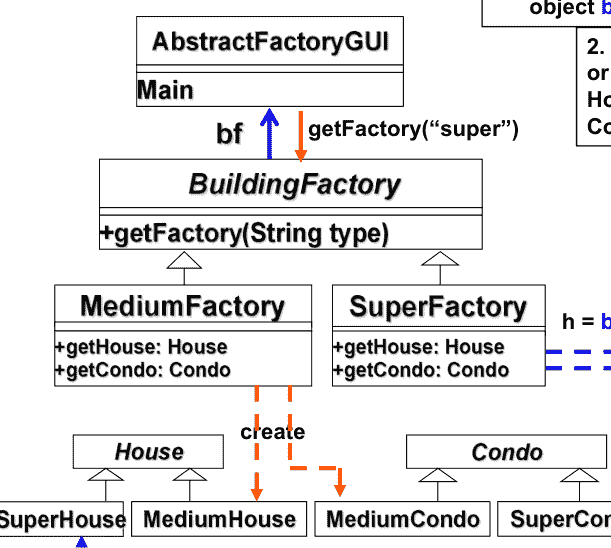 object b
AbstractFactoryGUI
2.
or
Main
Ho
Co
bf
getFactory(“super”)
BuildingFactory
+getFactory(String type)
MediumFactory
SuperFactory
h = b
+getHouse: House
+getCondo: Condo
+getHouse: House
+getCondo: Condo
create
House
Condo
SuperHouse
MediumHouse
MediumCondo
SuperCon